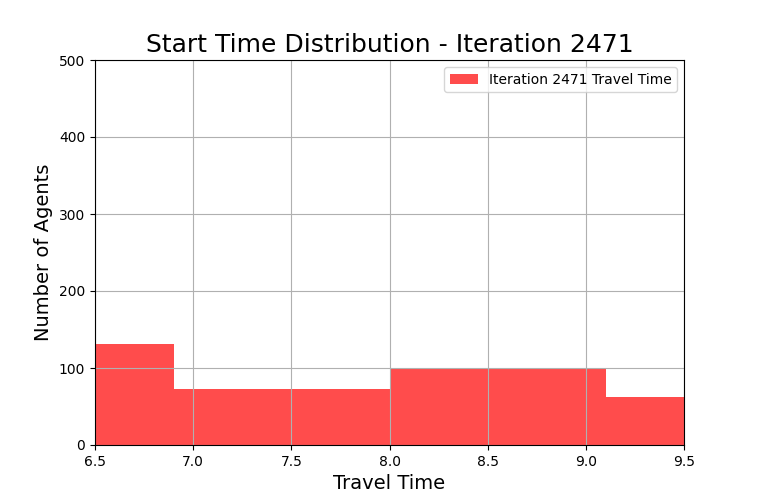 Start Time Distribution - Iteration 2471
Iteration 2471 Travel Time
Number of Agents
500
400
300
200
100
0
6.5 7.0 7.5 8.0 8.5 9.0 9.5
Travel Time